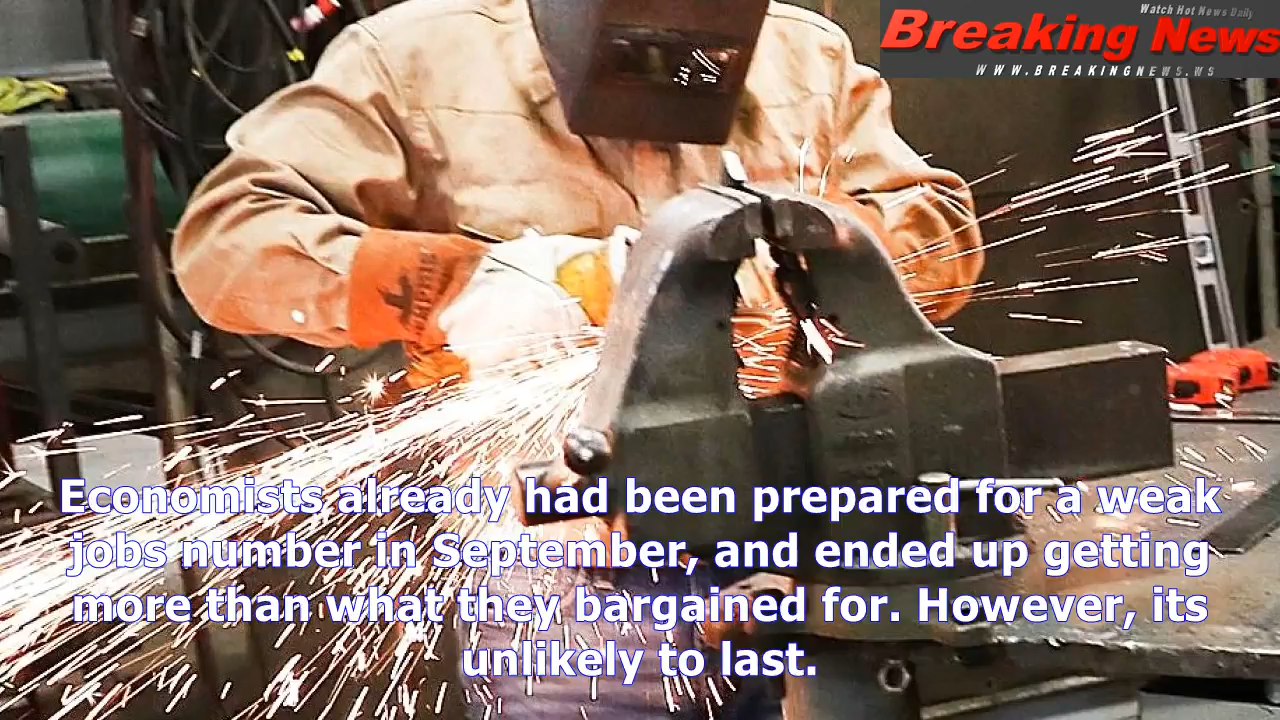 Watch Hot News Daily
Breaking News
WWW.BREAKINGNEWS.WS
Economists already had been prepared for a weak
jobs number in September, and ended up getting
more than what they bargained for. However, its
unlikely to last.